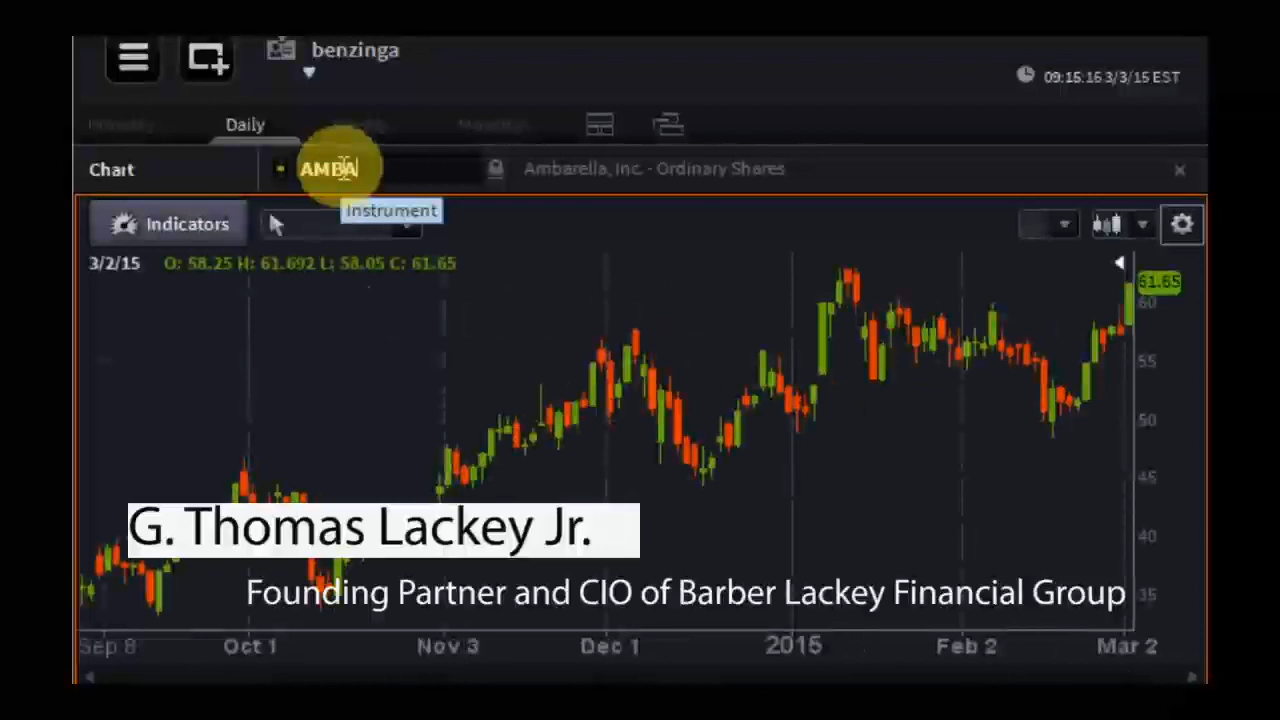 benzinga
09:15:15 3/3/15 EST
Daily
Chart
AMBA
Ambarella, Inc. - Ordinary Shares
Instrument
Indicators
3/2/15 O: 58.25 H: 61.692 L: 58.05 C: 61.65
61.65
60
55
50
45
40
35
G. Thomas Lackey Jr.
Founding Partner and CIO of Barber Lackey Financial Group
Sep 8 Oct 1 Nov 3 Dec 1 2015 Feb 2 Mar 2